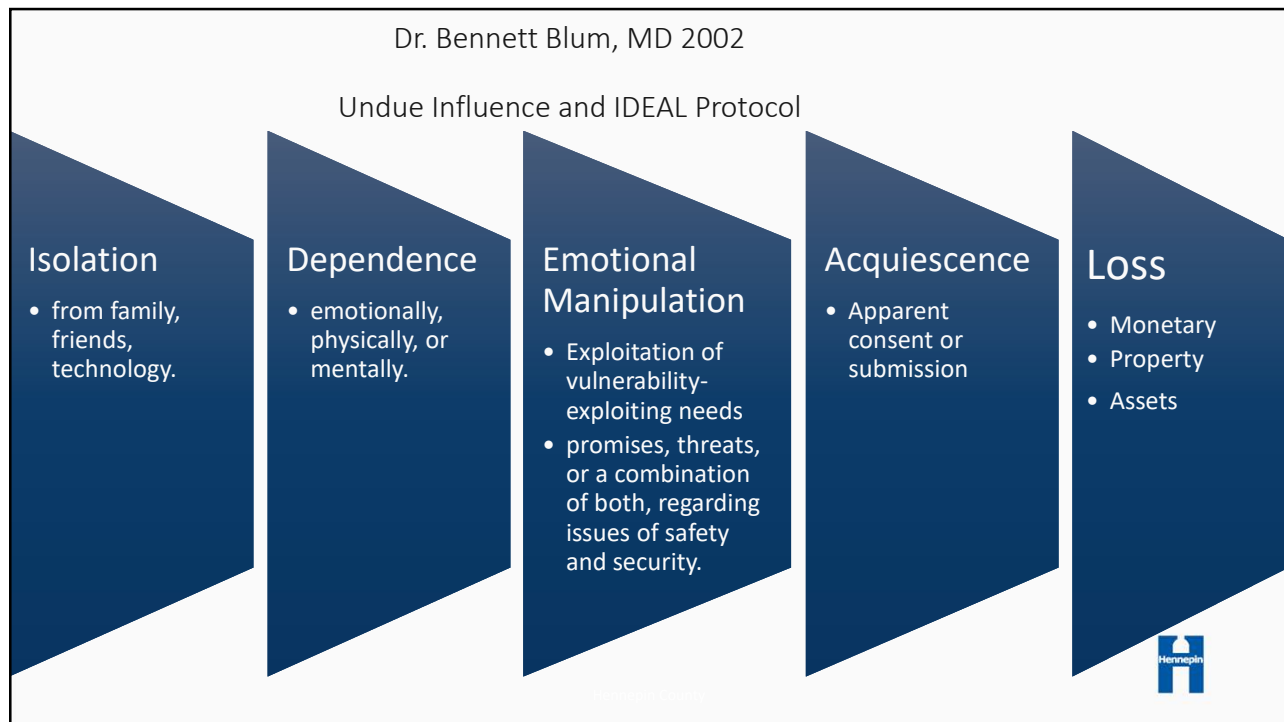 Dr. Bennett Blum, MD 2002
Undue Influence and IDEAL Protocol
Isolation
• from family,
friends,
technology.
Dependence
• emotionally,
physically, or
mentally.
Emotional
Manipulation
• Exploitation of
vulnerability-
exploiting needs
• promises, threats,
or a combination
of both, regarding
issues of safety
and security.
Acquiescence
• Apparent
consent or
submission
Loss
• Monetary
• Property
• Assets
Hennepin
Hennepin County